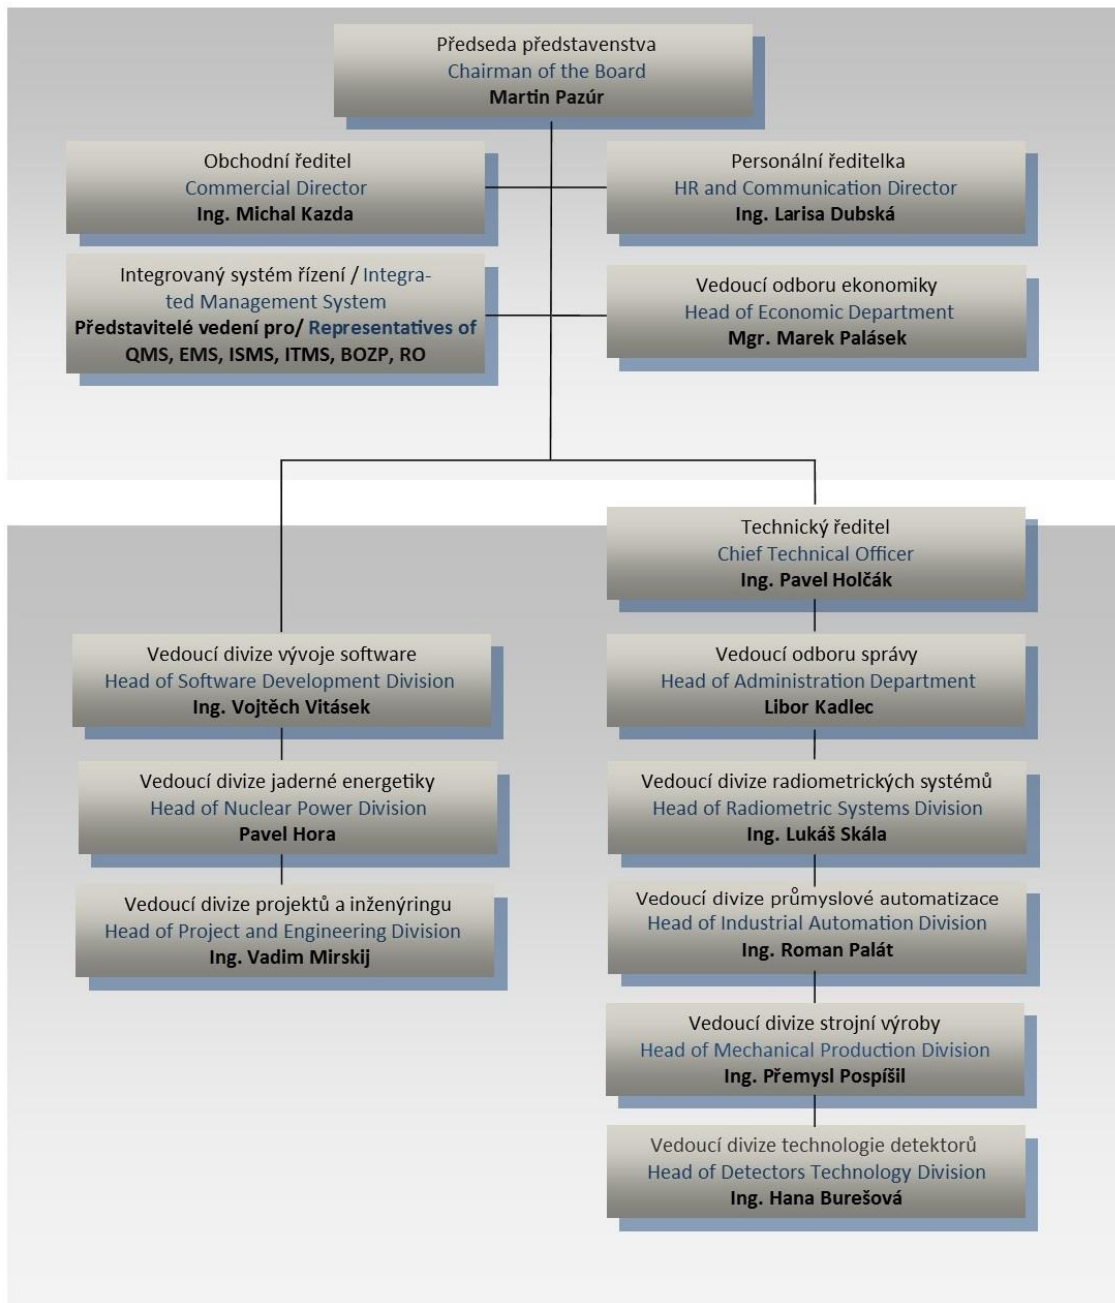 Předseda představenstva
Chairman of the Board
Martin Pazúr
Obchodní ředitel
Commercial Director
Ing. Michal Kazda
Personální ředitelka
HR and Communication Director
Ing. Larisa Dubská
Integrovaný systém řízení / Integra-
ted Management System
Představitelé vedení pro/ Representatives of
QMS, EMS, ISMS, ITMS, BOZP, RO
Vedoucí odboru ekonomiky
Head of Economic Department
Mgr. Marek Palásek
Technický ředitel
Chief Technical Officer
Ing. Pavel Holčák
Vedoucí divize vývoje software
Head of Software Development Division
Ing. Vojtěch Vitásek
Vedoucí divize jaderné energetiky
Head of Nuclear Power Division
Pavel Hora
Vedoucí divize projektů a inženýringu
Head of Project and Engineering Division
Ing. Vadim Mirskij
Vedoucí odboru správy
Head of Administration Department
Libor Kadlec
Vedoucí divize radiometrických systémů
Head of Radiometric Systems Division
Ing. Lukáš Skála
Vedoucí divize průmyslové automatizace
Head of Industrial Automation Division
Ing. Roman Palát
Vedoucí divize strojní výroby
Head of Mechanical Production Division
Ing. Přemysl Pospíšil
Vedoucí divize technologie detektorů
Head of Detectors Technology Division
Ing. Hana Burešová